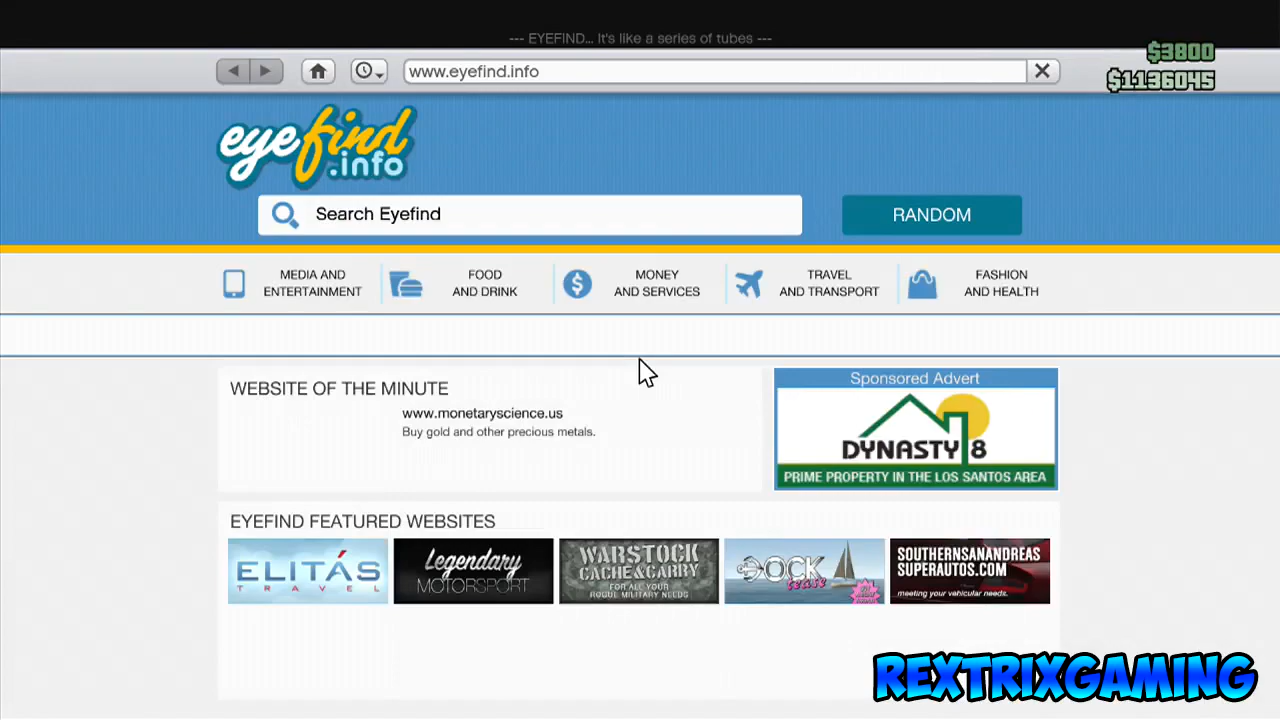 --- EYEFIND... It's like a series of tubes ---
$3800
www.eyefind.info
$1136045
eyefind
.info
Search Eyefind
RANDOM
MEDIA AND
ENTERTAINMENT
FOOD
AND DRINK
MONEY
AND SERVICES
TRAVEL
AND TRANSPORT
FASHION
AND HEALTH
WEBSITE OF THE MINUTE
www.monetaryscience.us
Buy gold and other precious metals.
Sponsored Advert
DYNASTY 8
PRIME PROPERTY IN THE LOS SANTOS AREA
EYEFIND FEATURED WEBSITES
ELITÁS
TRAVEL
Legendary
MOTORSPORT
WARSTOCK
CACHE&CARRY
FOR ALL YOUR
ROGUE MILITARY NEEDS
DOCK
tease
SOUTHERNSANANDREAS
SUPERAUTOS.COM
meeting your vehicular needs.
REXTRIXGAMING